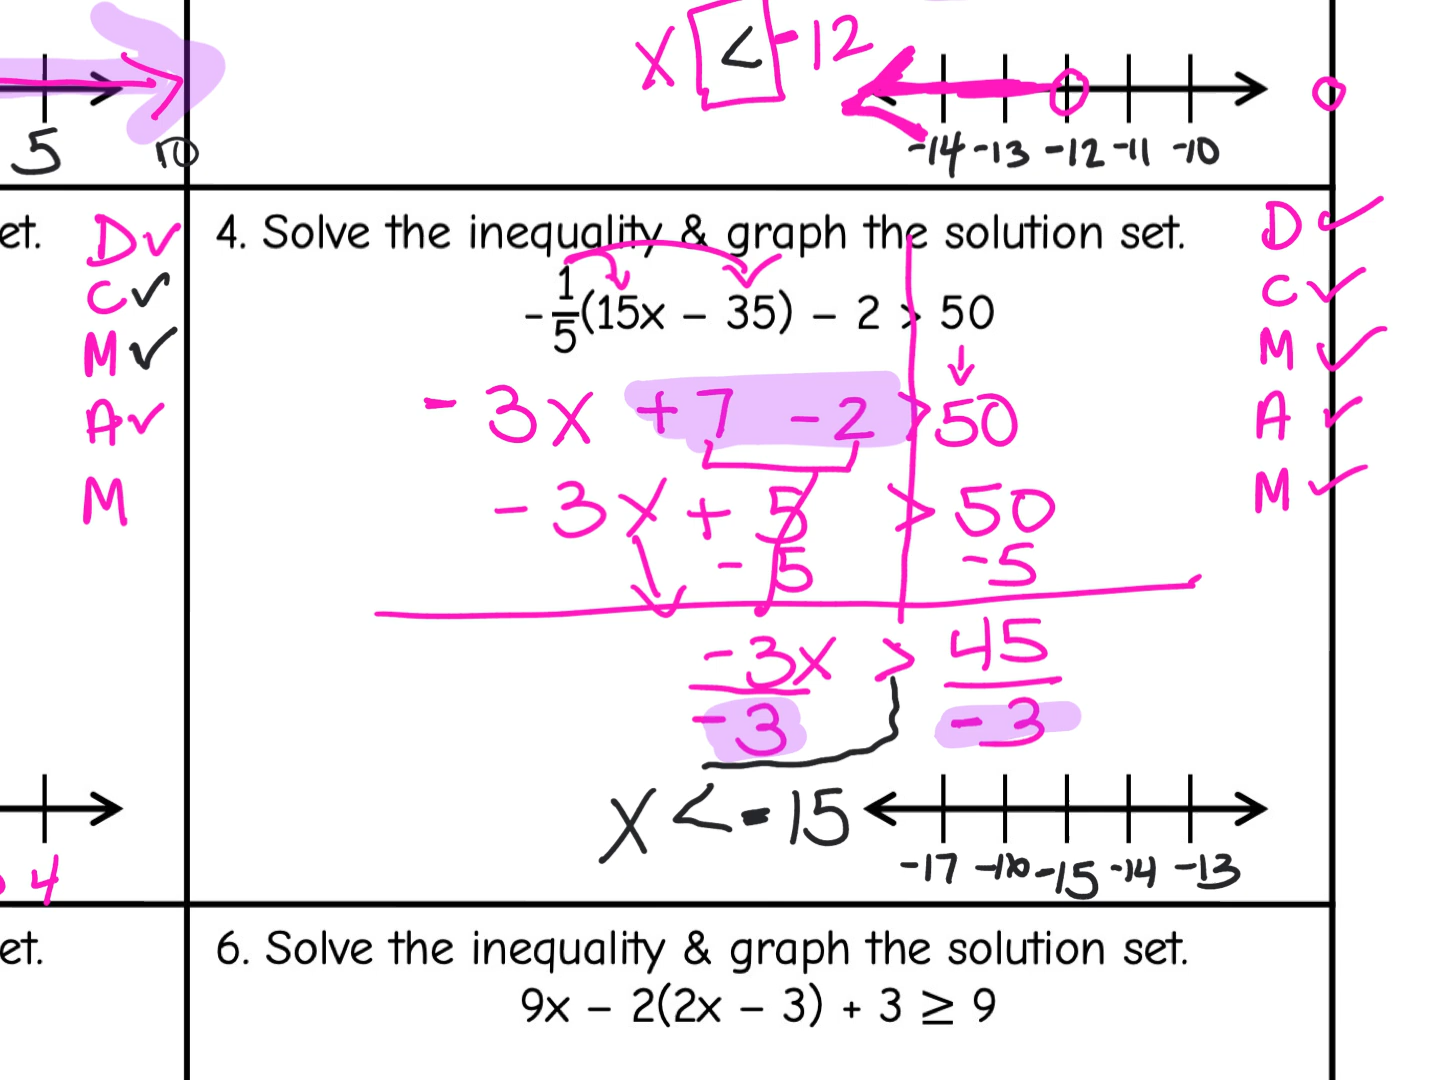 x < -12
-14 -13 -12 -11 -10
5 10
et.
D
C
M
A
M
4
4. Solve the inequality & graph the solution set.
-1/5(15x – 35) – 2 > 50
-3x +7 -2 > 50
-3x + 5 > 50
-5 -5
-3x > 45
-3 -3
x < -15
-17 -16 -15 -14 -13
D
C
M
A
M
et.
6. Solve the inequality & graph the solution set.
9x – 2(2x – 3) + 3 ≥ 9